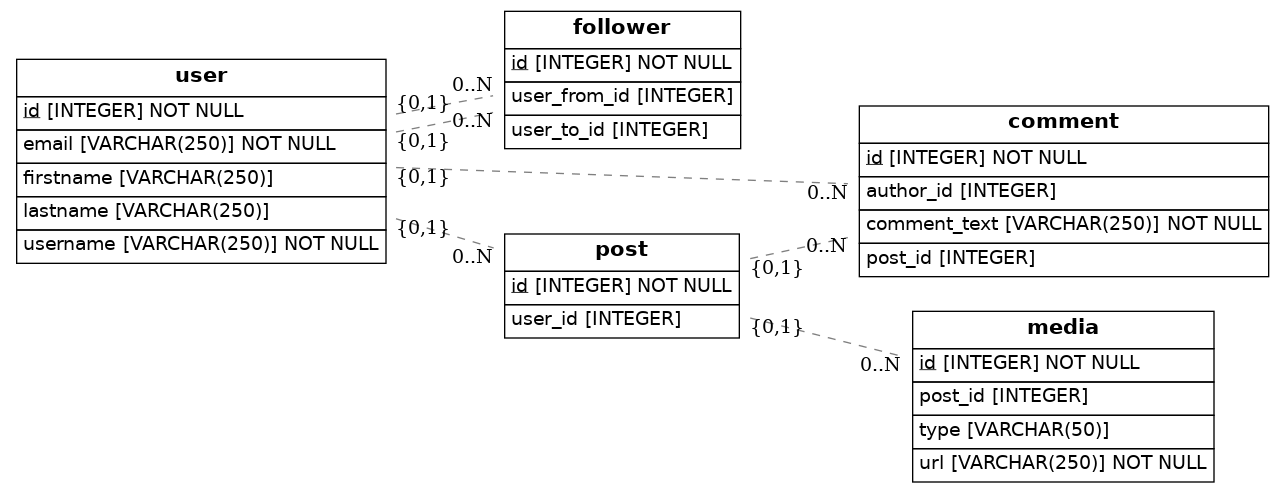 user
id [INTEGER] NOT NULL
email [VARCHAR(250)] NOT NULL
firstname [VARCHAR(250)]
lastname [VARCHAR(250)]
username [VARCHAR(250)] NOT NULL
{0,1}
0..N
{0,1}
0..N
{0,1}
0..N
{0,1}
0..N
follower
id [INTEGER] NOT NULL
user_from_id [INTEGER]
user_to_id [INTEGER]
post
id [INTEGER] NOT NULL
user_id [INTEGER]
{0,1}
0..N
{0,1}
0..N
comment
id [INTEGER] NOT NULL
author_id [INTEGER]
comment_text [VARCHAR(250)] NOT NULL
post_id [INTEGER]
media
id [INTEGER] NOT NULL
post_id [INTEGER]
type [VARCHAR(50)]
url [VARCHAR(250)] NOT NULL